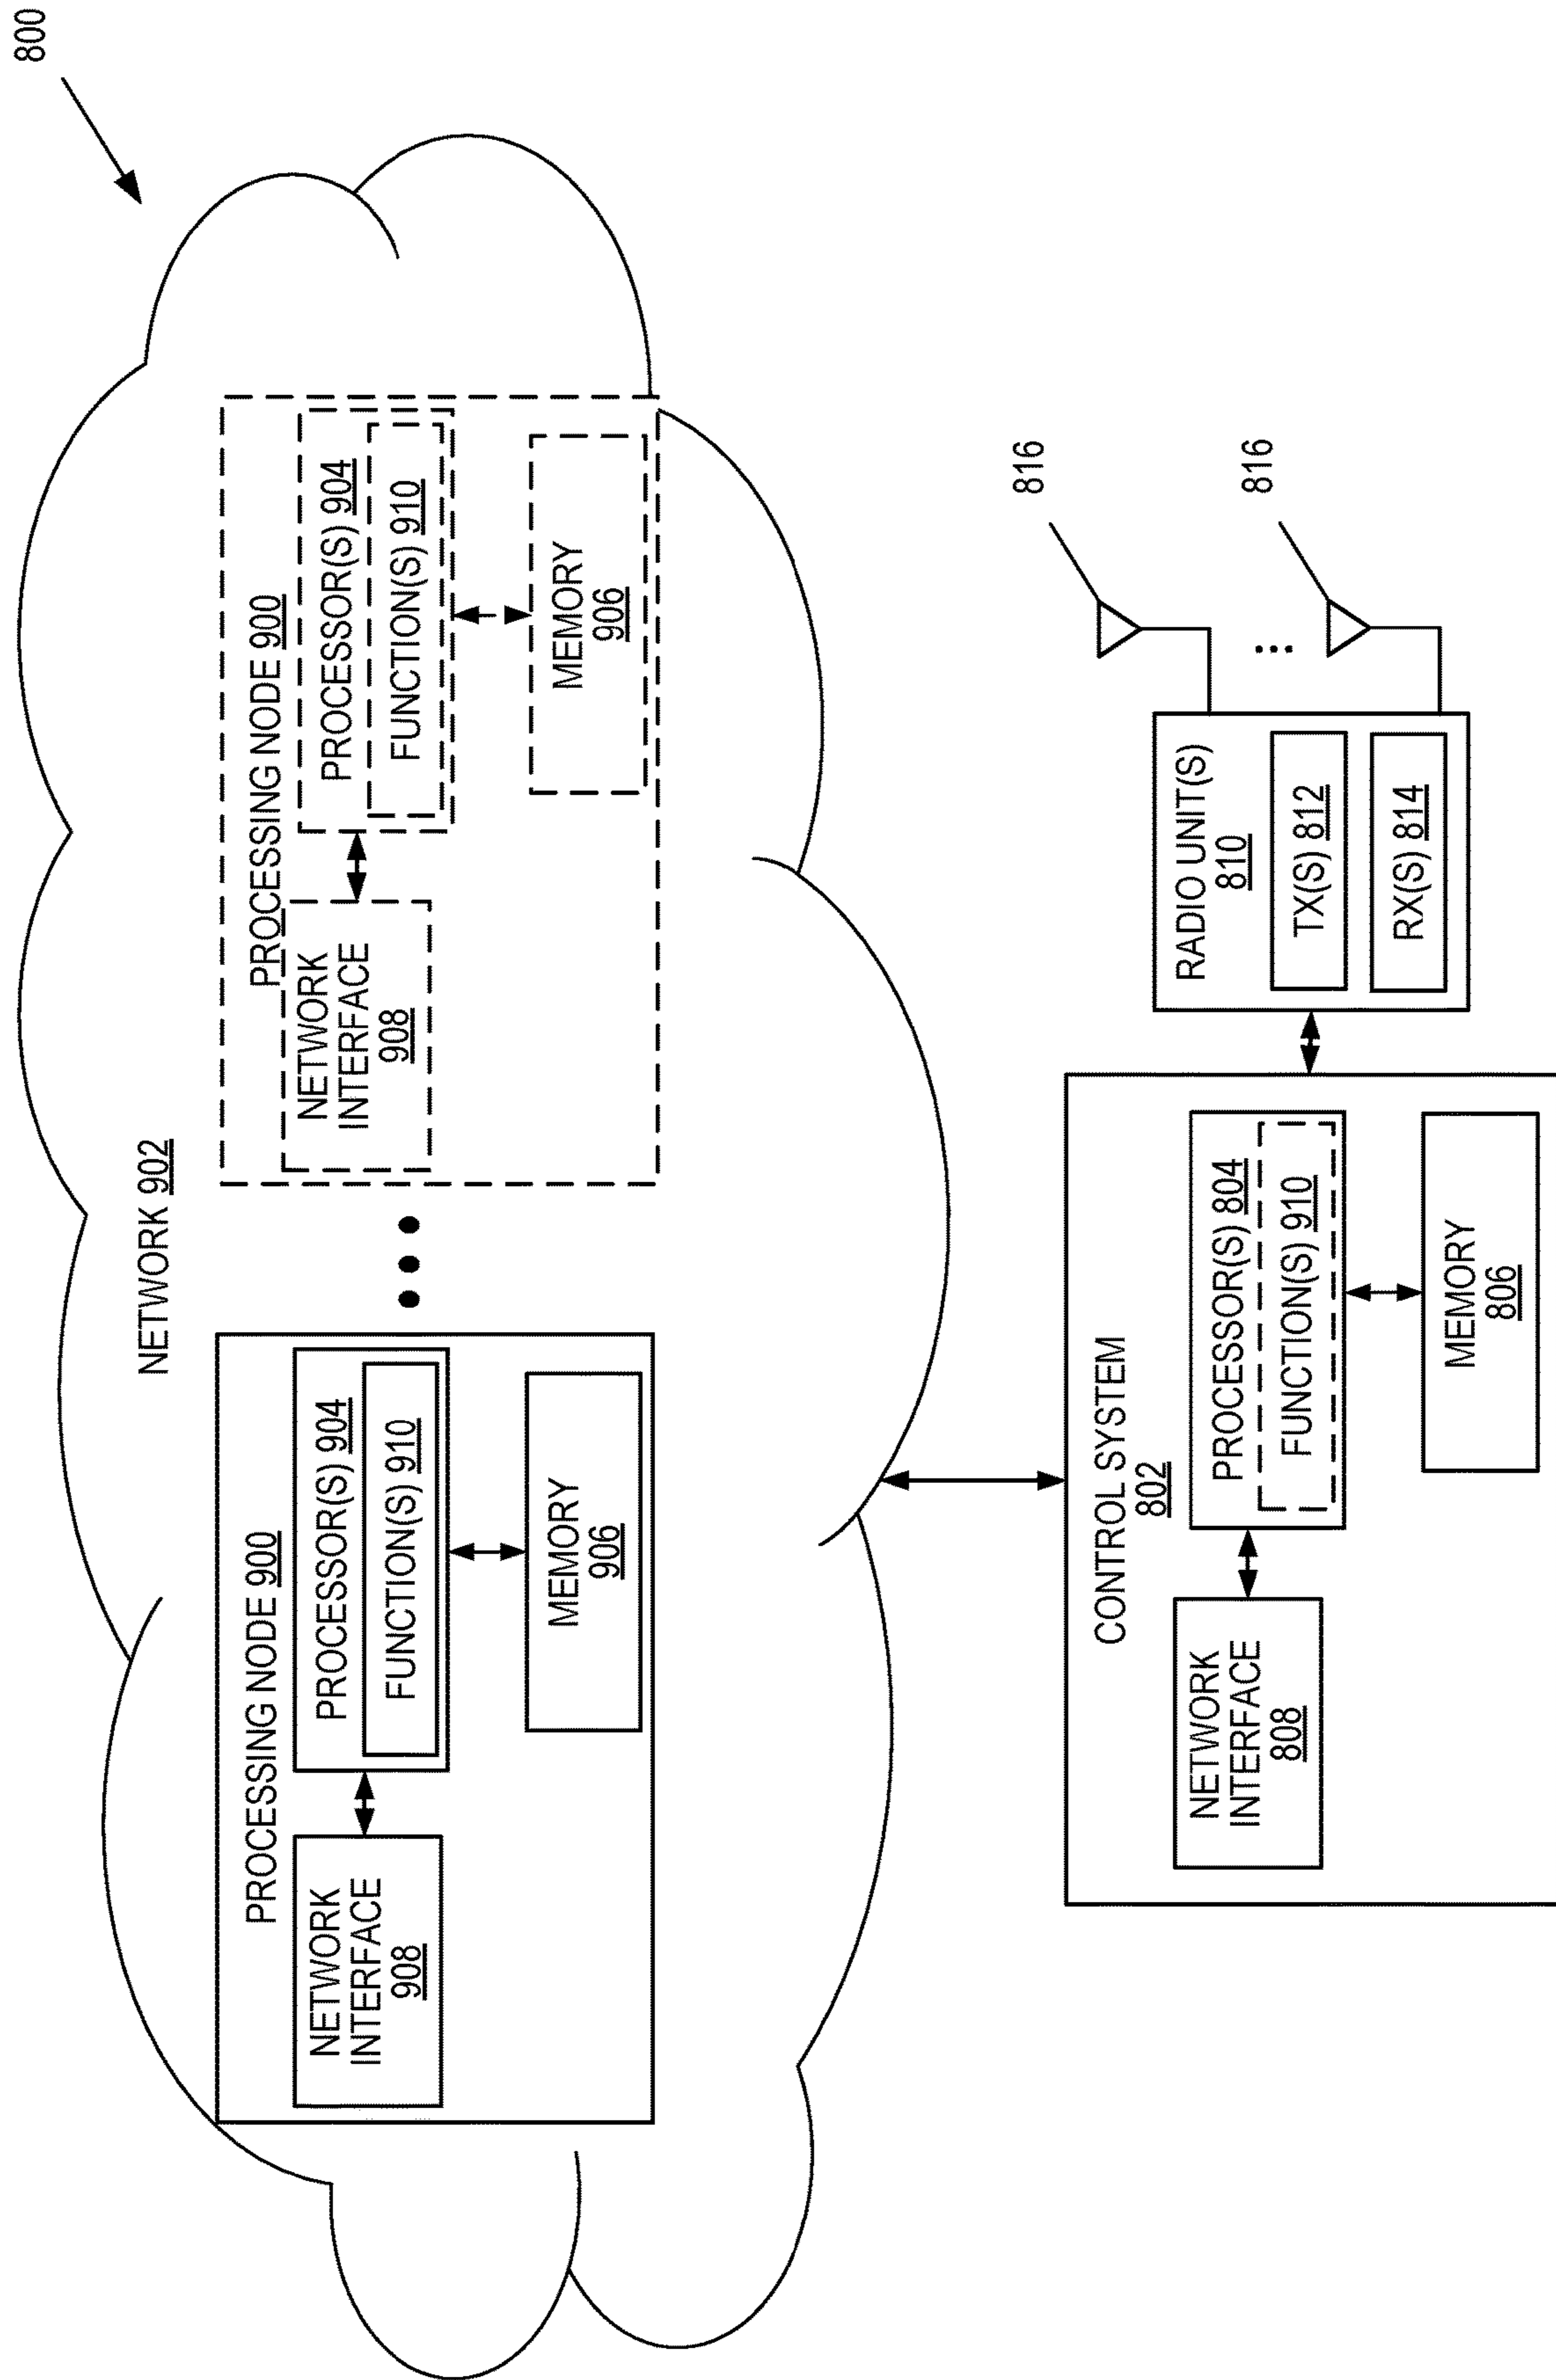 800
NETWORK 902
PROCESSING NODE 900
NETWORK
INTERFACE
908
PROCESSOR(S) 904
FUNCTION(S) 910
MEMORY
906
PROCESSING NODE 900
NETWORK
INTERFACE
908
PROCESSOR(S) 904
FUNCTION(S) 910
MEMORY
906
CONTROL SYSTEM
802
NETWORK
INTERFACE
808
PROCESSOR(S) 804
FUNCTION(S) 910
MEMORY
806
RADIO UNIT(S)
810
TX(S) 812
RX(S) 814
816
816